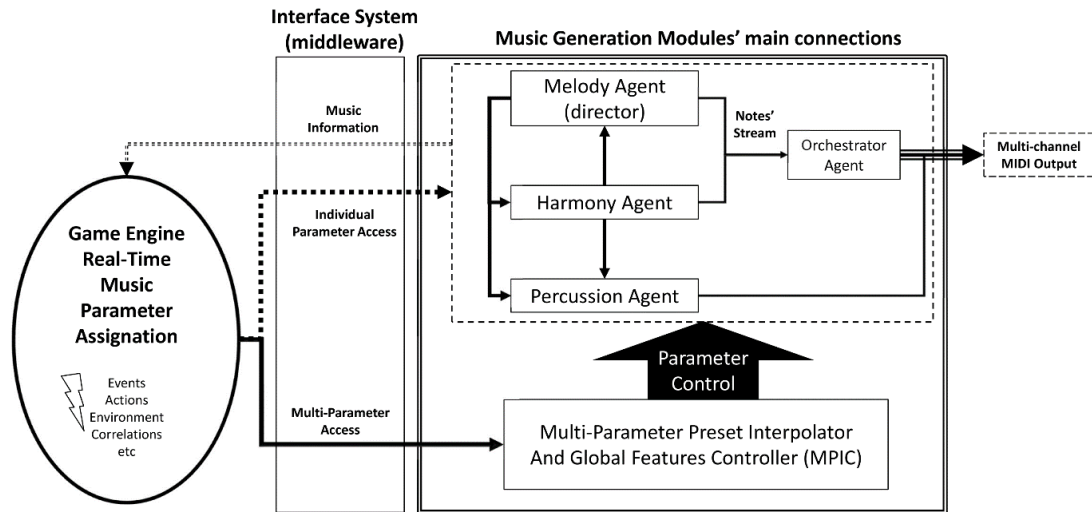 Interface System
(middleware)
Music Generation Modules' main connections
Music
Information
Individual
Parameter Access
Multi-Parameter
Access
Game Engine
Real-Time
Music
Parameter
Assignation
Events
Actions
Environment
Correlations
etc
Melody Agent
(director)
Harmony Agent
Percussion Agent
Notes'
Stream
Orchestrator
Agent
Multi-channel
MIDI Output
Parameter
Control
Multi-Parameter Preset Interpolator
And Global Features Controller (MPIC)